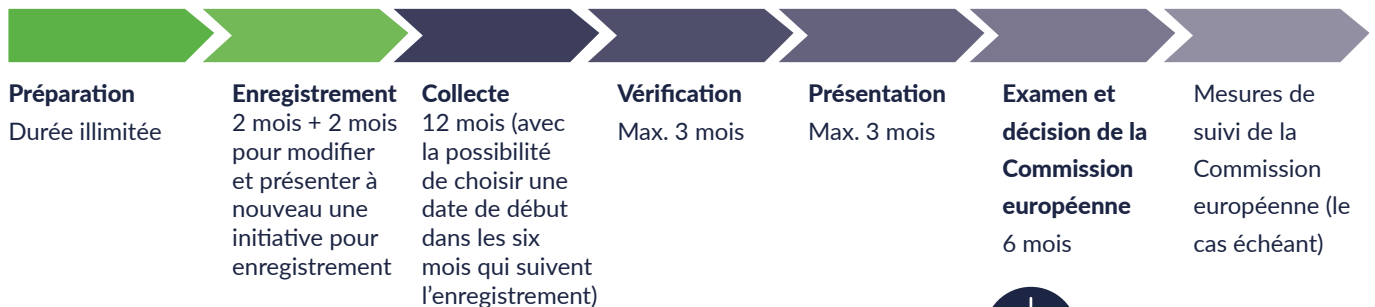 Préparation
Durée illimitée
Enregistrement
2 mois + 2 mois
pour modifier
et présenter à
nouveau une
initiative pour
enregistrement
Collecte
12 mois (avec
la possibilité
de choisir une
date de début
dans les six
mois qui suivent
l’enregistrement)
Vérification
Max. 3 mois
Présentation
Max. 3 mois
Examen et
décision de la
Commission
européenne
6 mois
Mesures de
suivi de la
Commission
européenne (le
cas échéant)